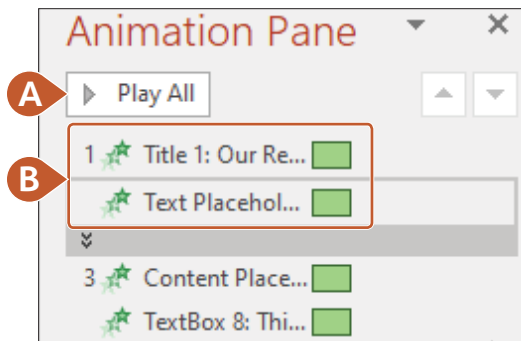 Animation Pane
A Play All
1 Title 1: Our Re...
B
Text Placehol...
3 Content Place...
TextBox 8: Thi...